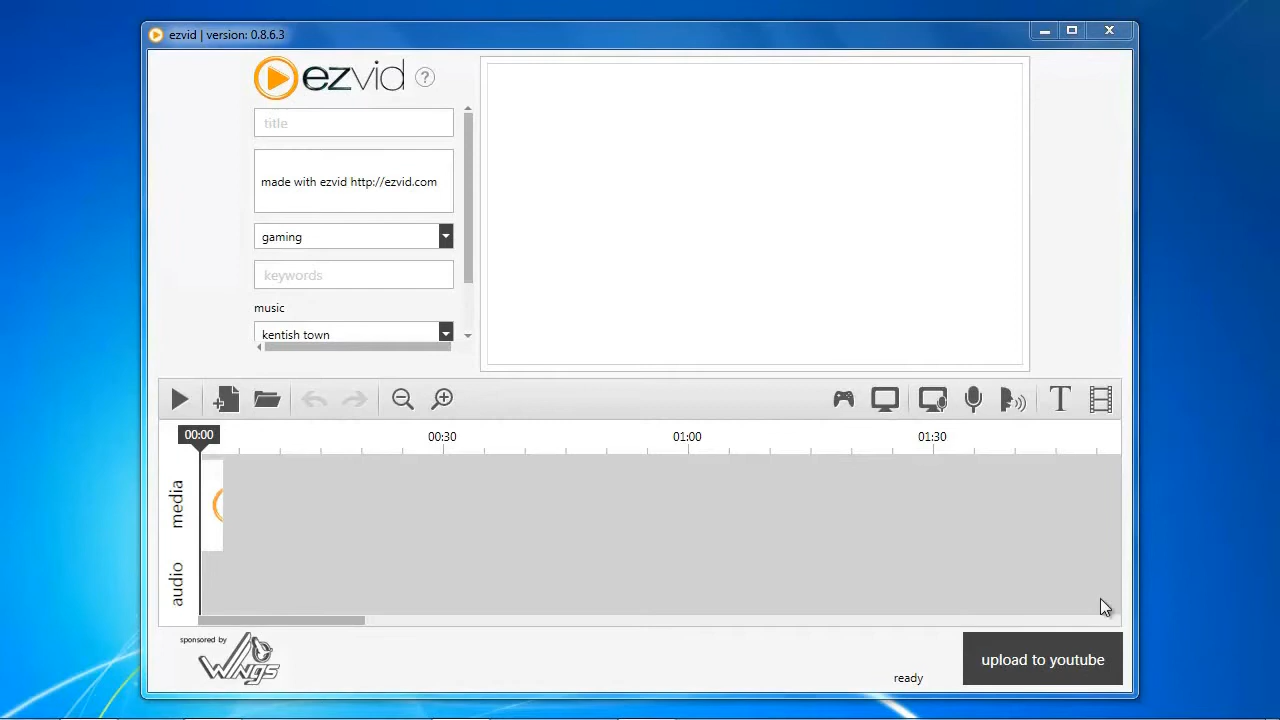 ezvid | version: 0.8.6.3
ezvid ?
title
made with ezvid http://ezvid.com
gaming
keywords
music
kentish town
T
00:00
00:30
01:00
01:30
media
audio
sponsored by
WINGS
ready
upload to youtube